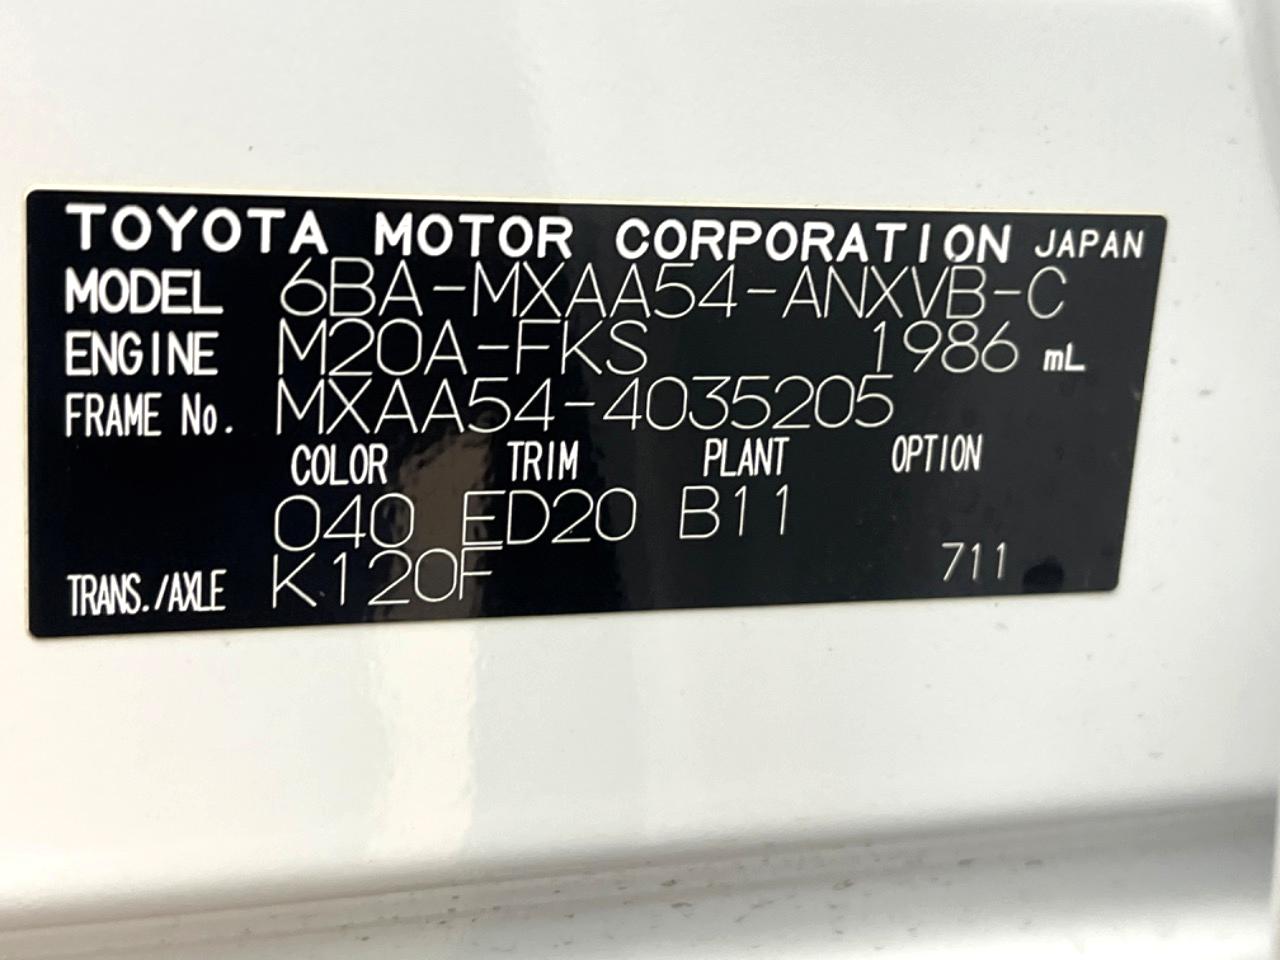 TOYOTA MOTOR CORPORATION JAPAN
MODEL 6BA-MXAA54-ANXVB-C
ENGINE M20A-FKS 1986 mL
FRAME No. MXAA54-4035205
COLOR TRIM PLANT OPTION
040 ED20 B11
TRANS./AXLE K120F 711